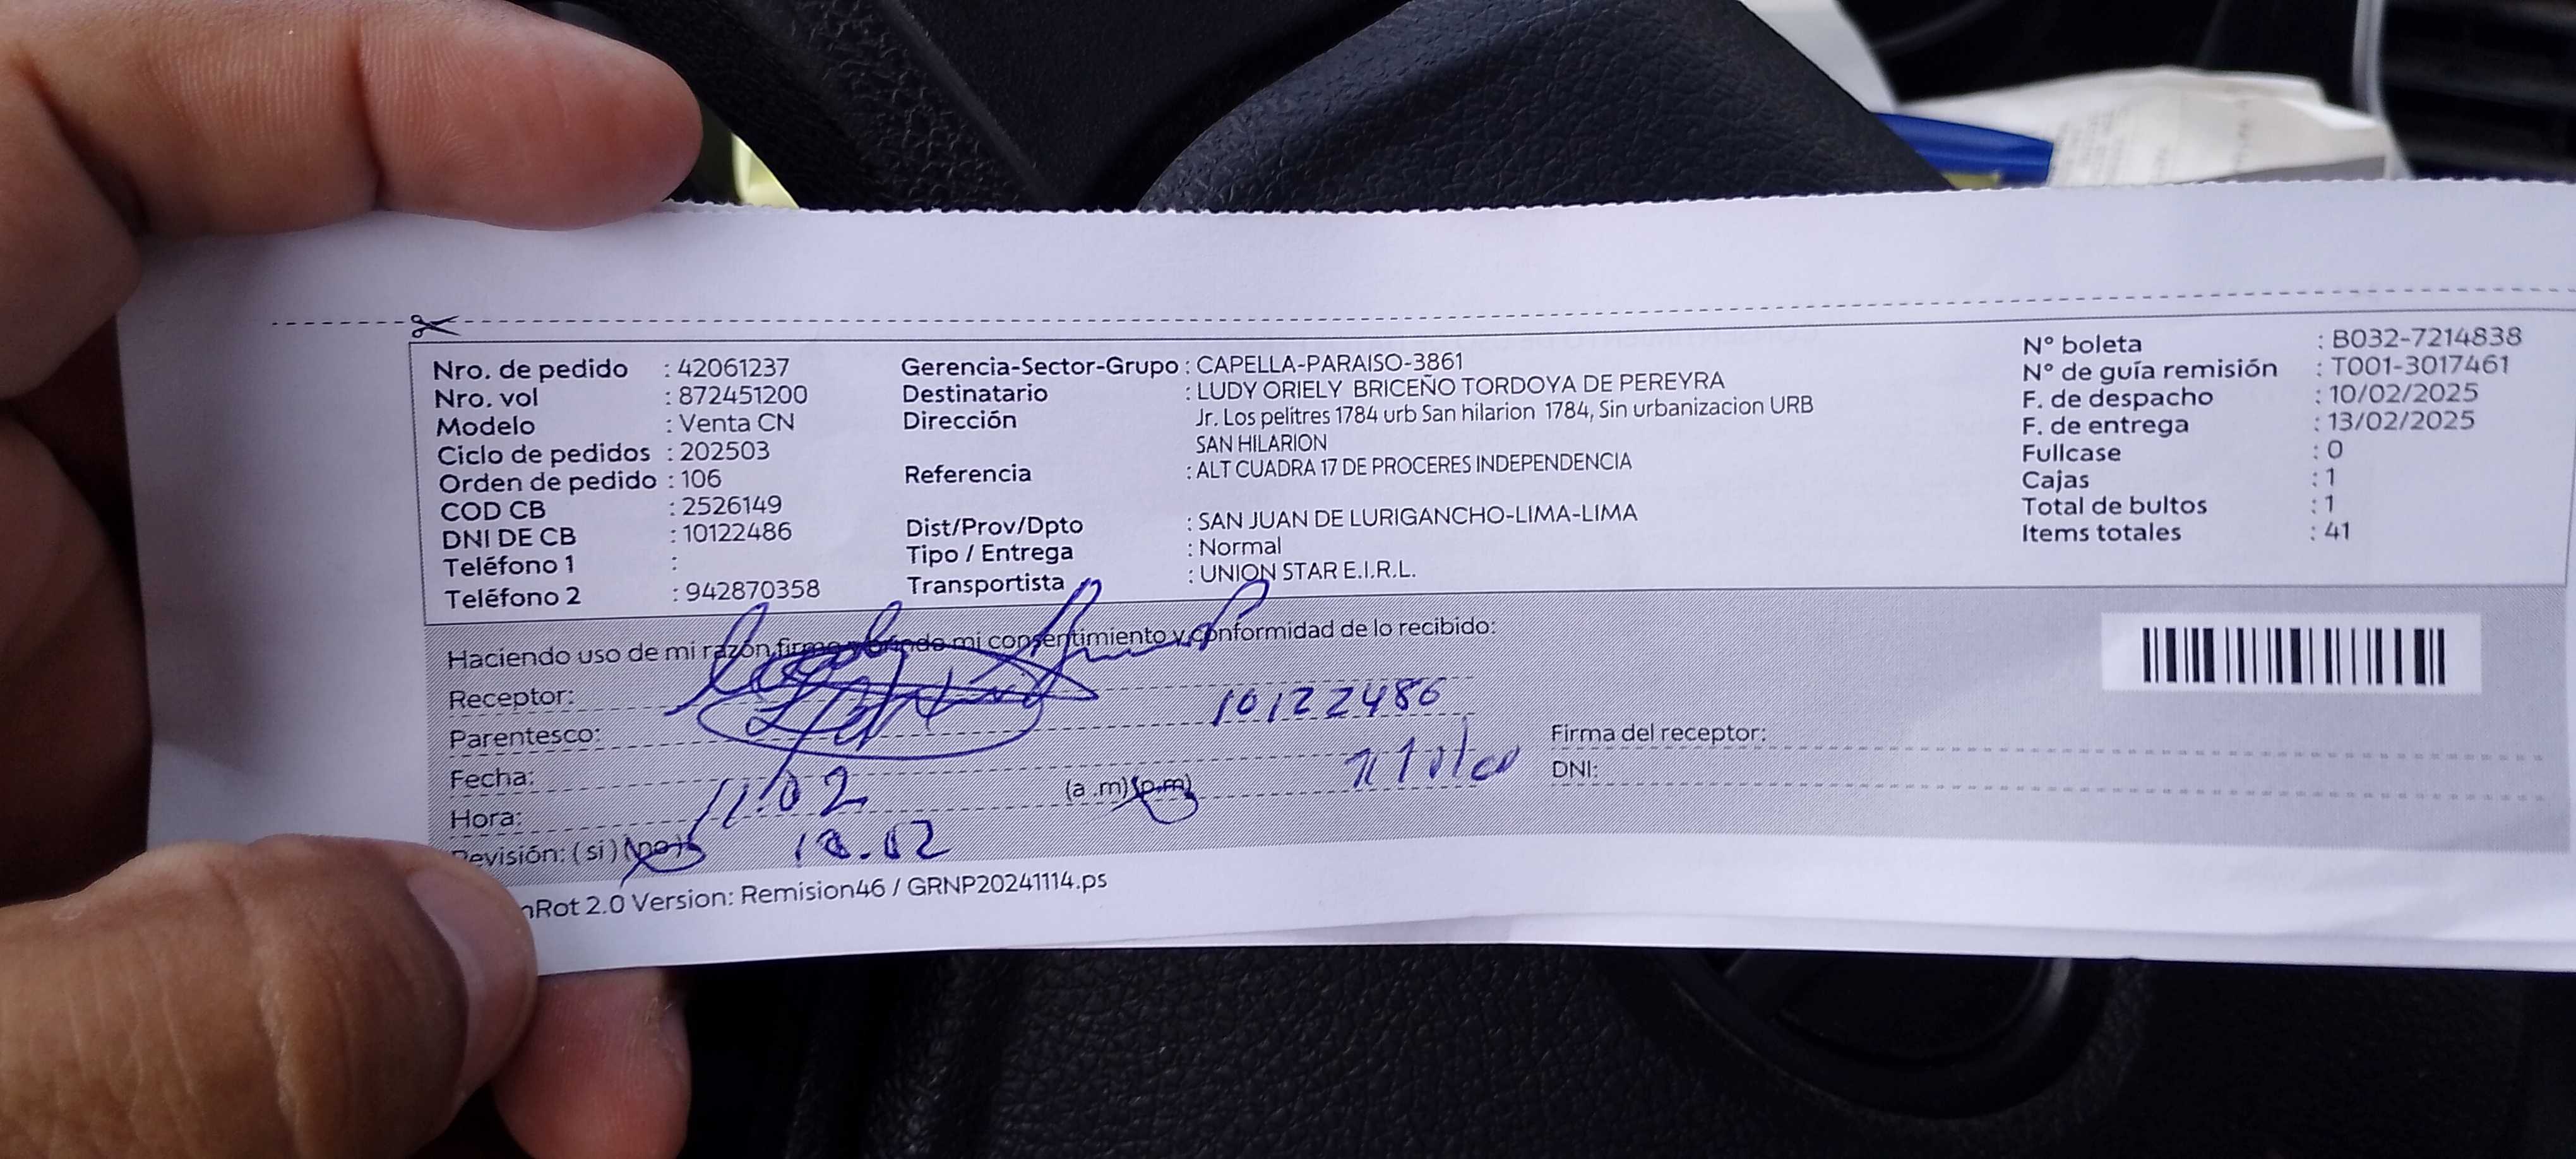 Nro. de pedido : 42061237
Nro. vol : 872451200
Modelo : Venta CN
Ciclo de pedidos : 202503
Orden de pedido : 106
COD CB : 2526149
DNI DE CB : 10122486
Teléfono 1 :
Teléfono 2 : 942870358
Gerencia-Sector-Grupo : CAPELLA-PARAISO-3861
Destinatario : LUDY ORIELY BRICEÑO TORDOYA DE PEREYRA
Dirección Jr. Los pelitres 1784 urb San hilarion 1784, Sin urbanizacion URB
SAN HILARION
Referencia : ALT CUADRA 17 DE PROCERES INDEPENDENCIA
Dist/Prov/Dpto : SAN JUAN DE LURIGANCHO-LIMA-LIMA
Tipo / Entrega : Normal
Transportista : UNION STAR E.I.R.L.
N° boleta : B032-7214838
N° de guía remisión : T001-3017461
F. de despacho : 10/02/2025
F. de entrega : 13/02/2025
Fullcase : 0
Cajas : 1
Total de bultos : 1
Items totales : 41
Haciendo uso de mi razón, firmo y brindo mi consentimiento y conformidad de lo recibido:
Receptor:
10122486
Parentesco:
Fecha: 11.02
(a .m) (p.m)
Hora:
Revisión: ( si ) (no)
Firma del receptor:
DNI:
nRot 2.0 Version: Remision46 / GRNP20241114.ps